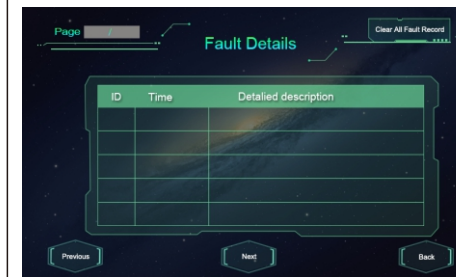 Page /
Fault Details
Clear All Fault Record
ID Time Detalied description
Previous Next Back